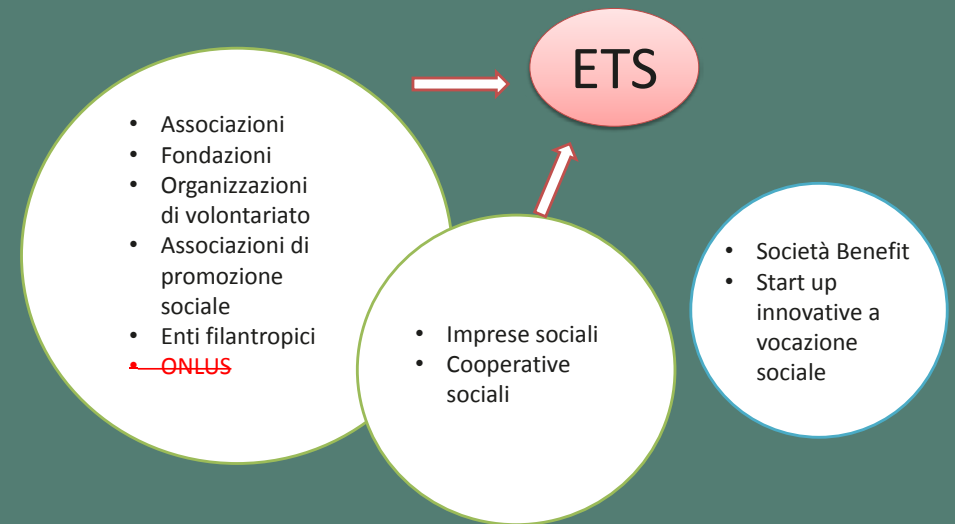 ETS
• Associazioni
• Fondazioni
• Organizzazioni
di volontariato
• Associazioni di
promozione
sociale
• Enti filantropici
• ONLUS
• Imprese sociali
• Cooperative
sociali
• Società Benefit
• Start up
innovative a
vocazione
sociale